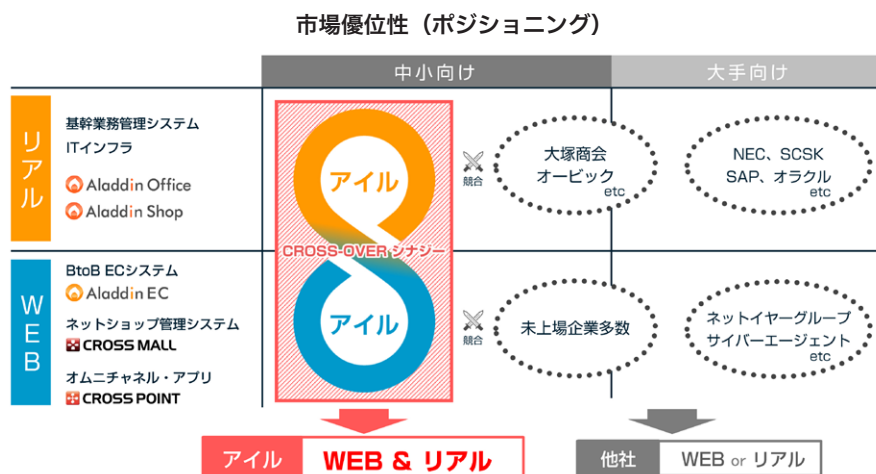 市場優位性（ポジショニング）
中小向け
大手向け
リアル
基幹業務管理システム
ITインフラ
Aladdin Office
Aladdin Shop
アイル
競合
大塚商会
オービック
etc
NEC、SCSK
SAP、オラクル
etc
CROSS-OVER シナジー
WEB
BtoB ECシステム
Aladdin EC
ネットショップ管理システム
CROSS MALL
オムニチャネル・アプリ
CROSS POINT
アイル
競合
未上場企業多数
ネットイヤーグループ
サイバーエージェント
etc
アイル
WEB & リアル
他社
WEB or リアル